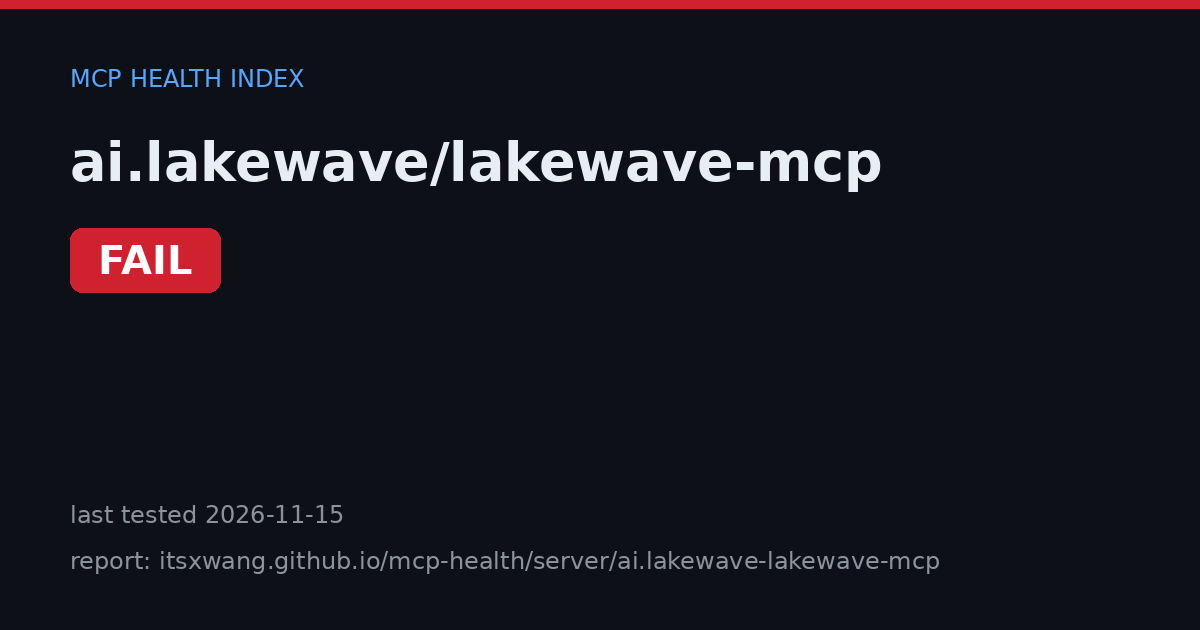 MCP HEALTH INDEX
ai.lakewave/lakewave-mcp
FAIL
last tested 2026-11-15
report: itsxwang.github.io/mcp-health/server/ai.lakewave-lakewave-mcp